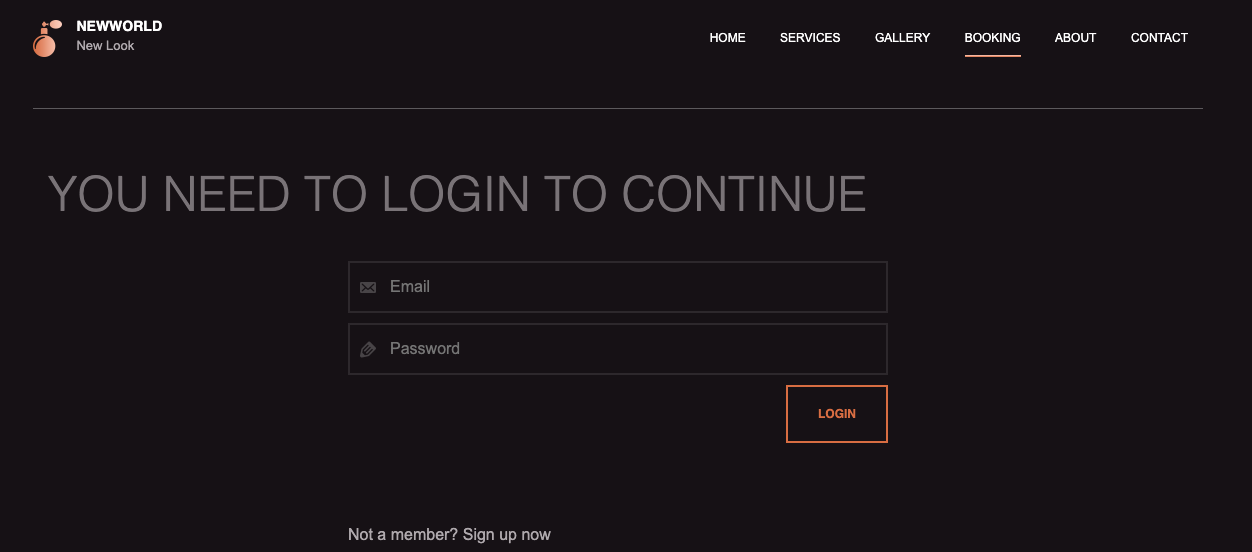 NEWWORLD
New Look
HOME SERVICES GALLERY BOOKING ABOUT CONTACT
YOU NEED TO LOGIN TO CONTINUE
Email
Password
LOGIN
Not a member? Sign up now